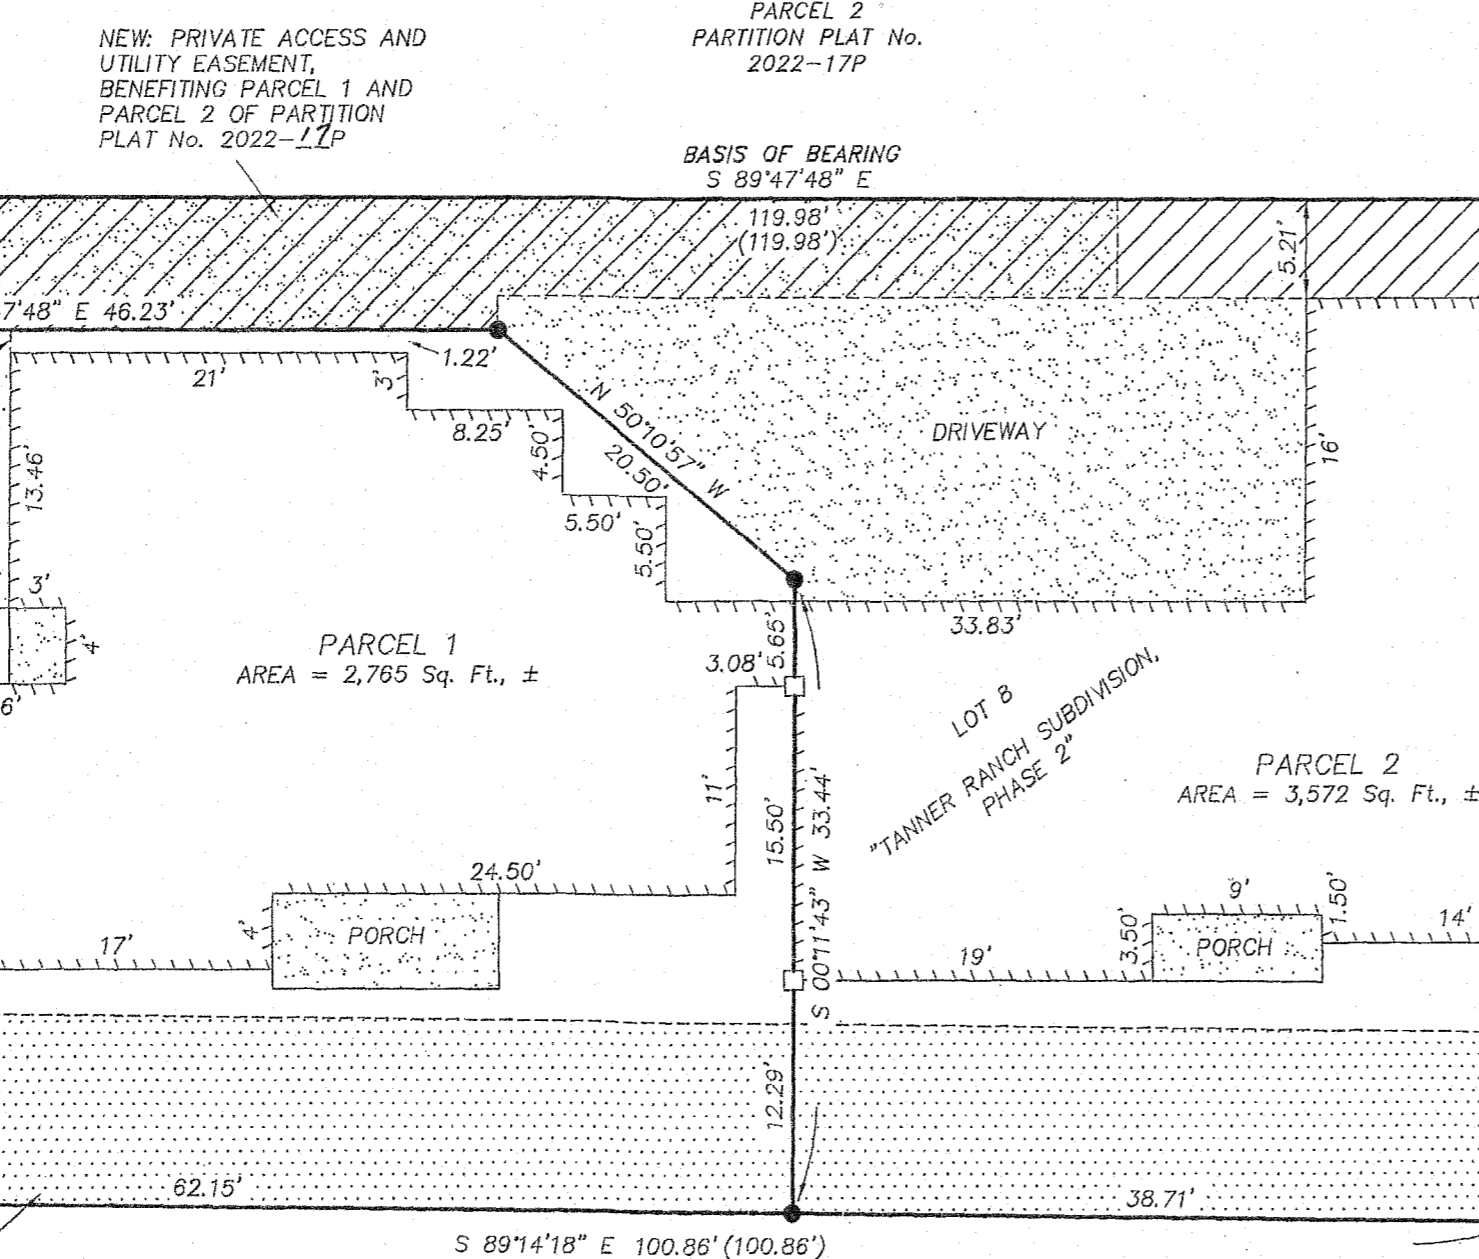 PARCEL 2
PARTITION PLAT No.
2022-17P
NEW: PRIVATE ACCESS AND
UTILITY EASEMENT,
BENEFITING PARCEL 1 AND
PARCEL 2 OF PARTITION
PLAT No. 2022-17P
BASIS OF BEARING
S 89°47'48" E
119.98'
(119.98')
5.21'
7'48" E 46.23'
1.22'
21'
3'
8.25'
4.50'
5.50'
5.50'
N 50°10'57" W
20.50'
DRIVEWAY
16'
13.46'
3'
4'
6'
PARCEL 1
AREA = 2,765 Sq. Ft., ±
33.83'
5.65'
3.08'
LOT 8
"TANNER RANCH SUBDIVISION,
PHASE 2"
PARCEL 2
AREA = 3,572 Sq. Ft., ±
11'
15.50'
S 00°11'43" W 33.44'
24.50'
4'
PORCH
17'
19'
3.50'
9'
PORCH
1.50'
14'
12.29'
62.15'
38.71'
S 89°14'18" E 100.86' (100.86')